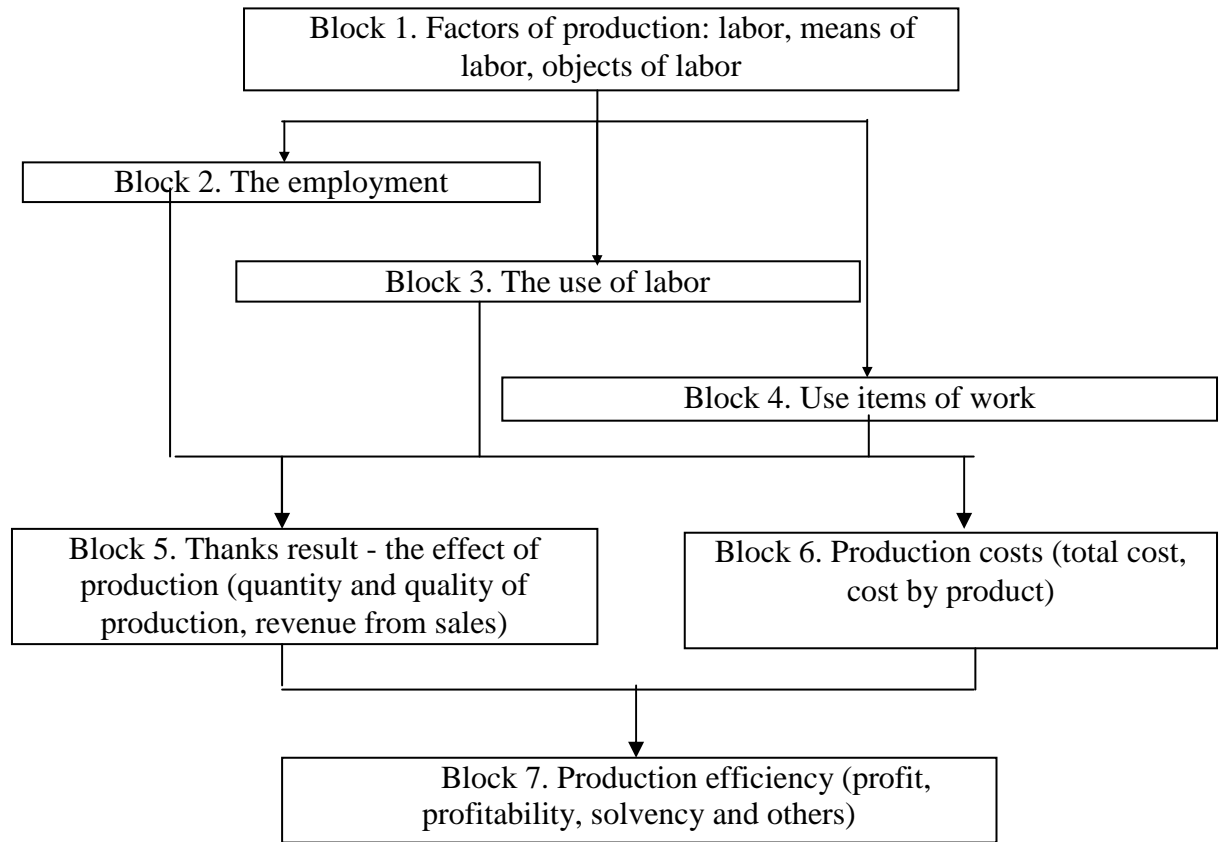 Block 1. Factors of production: labor, means of
labor, objects of labor
Block 2. The employment
Block 3. The use of labor
Block 4. Use items of work
Block 5. Thanks result - the effect of
production (quantity and quality of
production, revenue from sales)
Block 6. Production costs (total cost,
cost by product)
Block 7. Production efficiency (profit,
profitability, solvency and others)